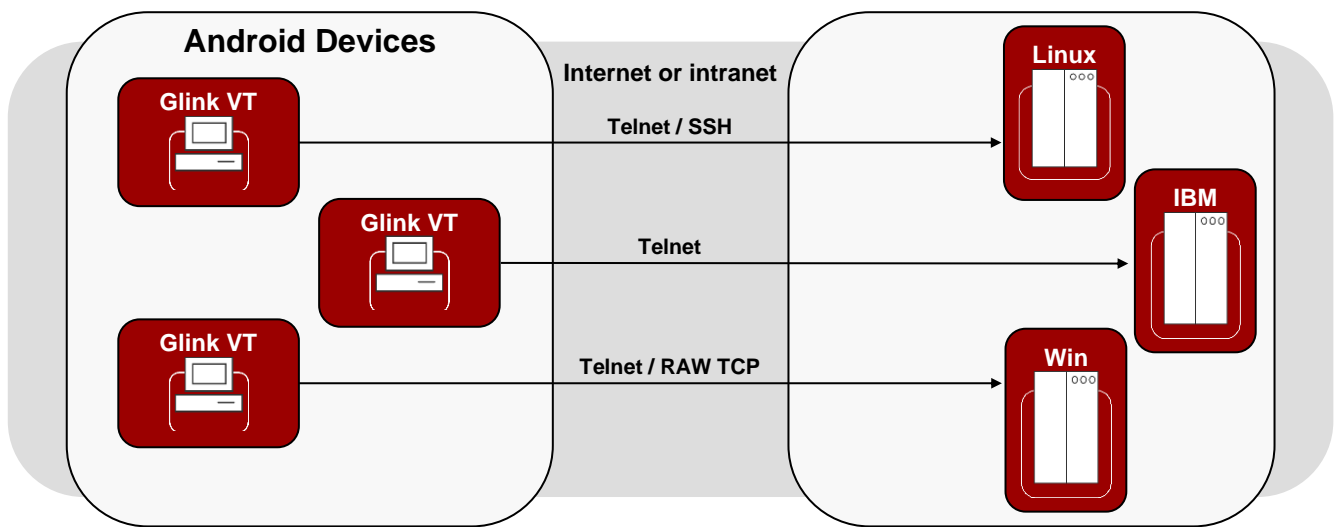 Android Devices
Internet or intranet
Glink VT
Telnet / SSH
Linux
Glink VT
Telnet
IBM
Glink VT
Telnet / RAW TCP
Win